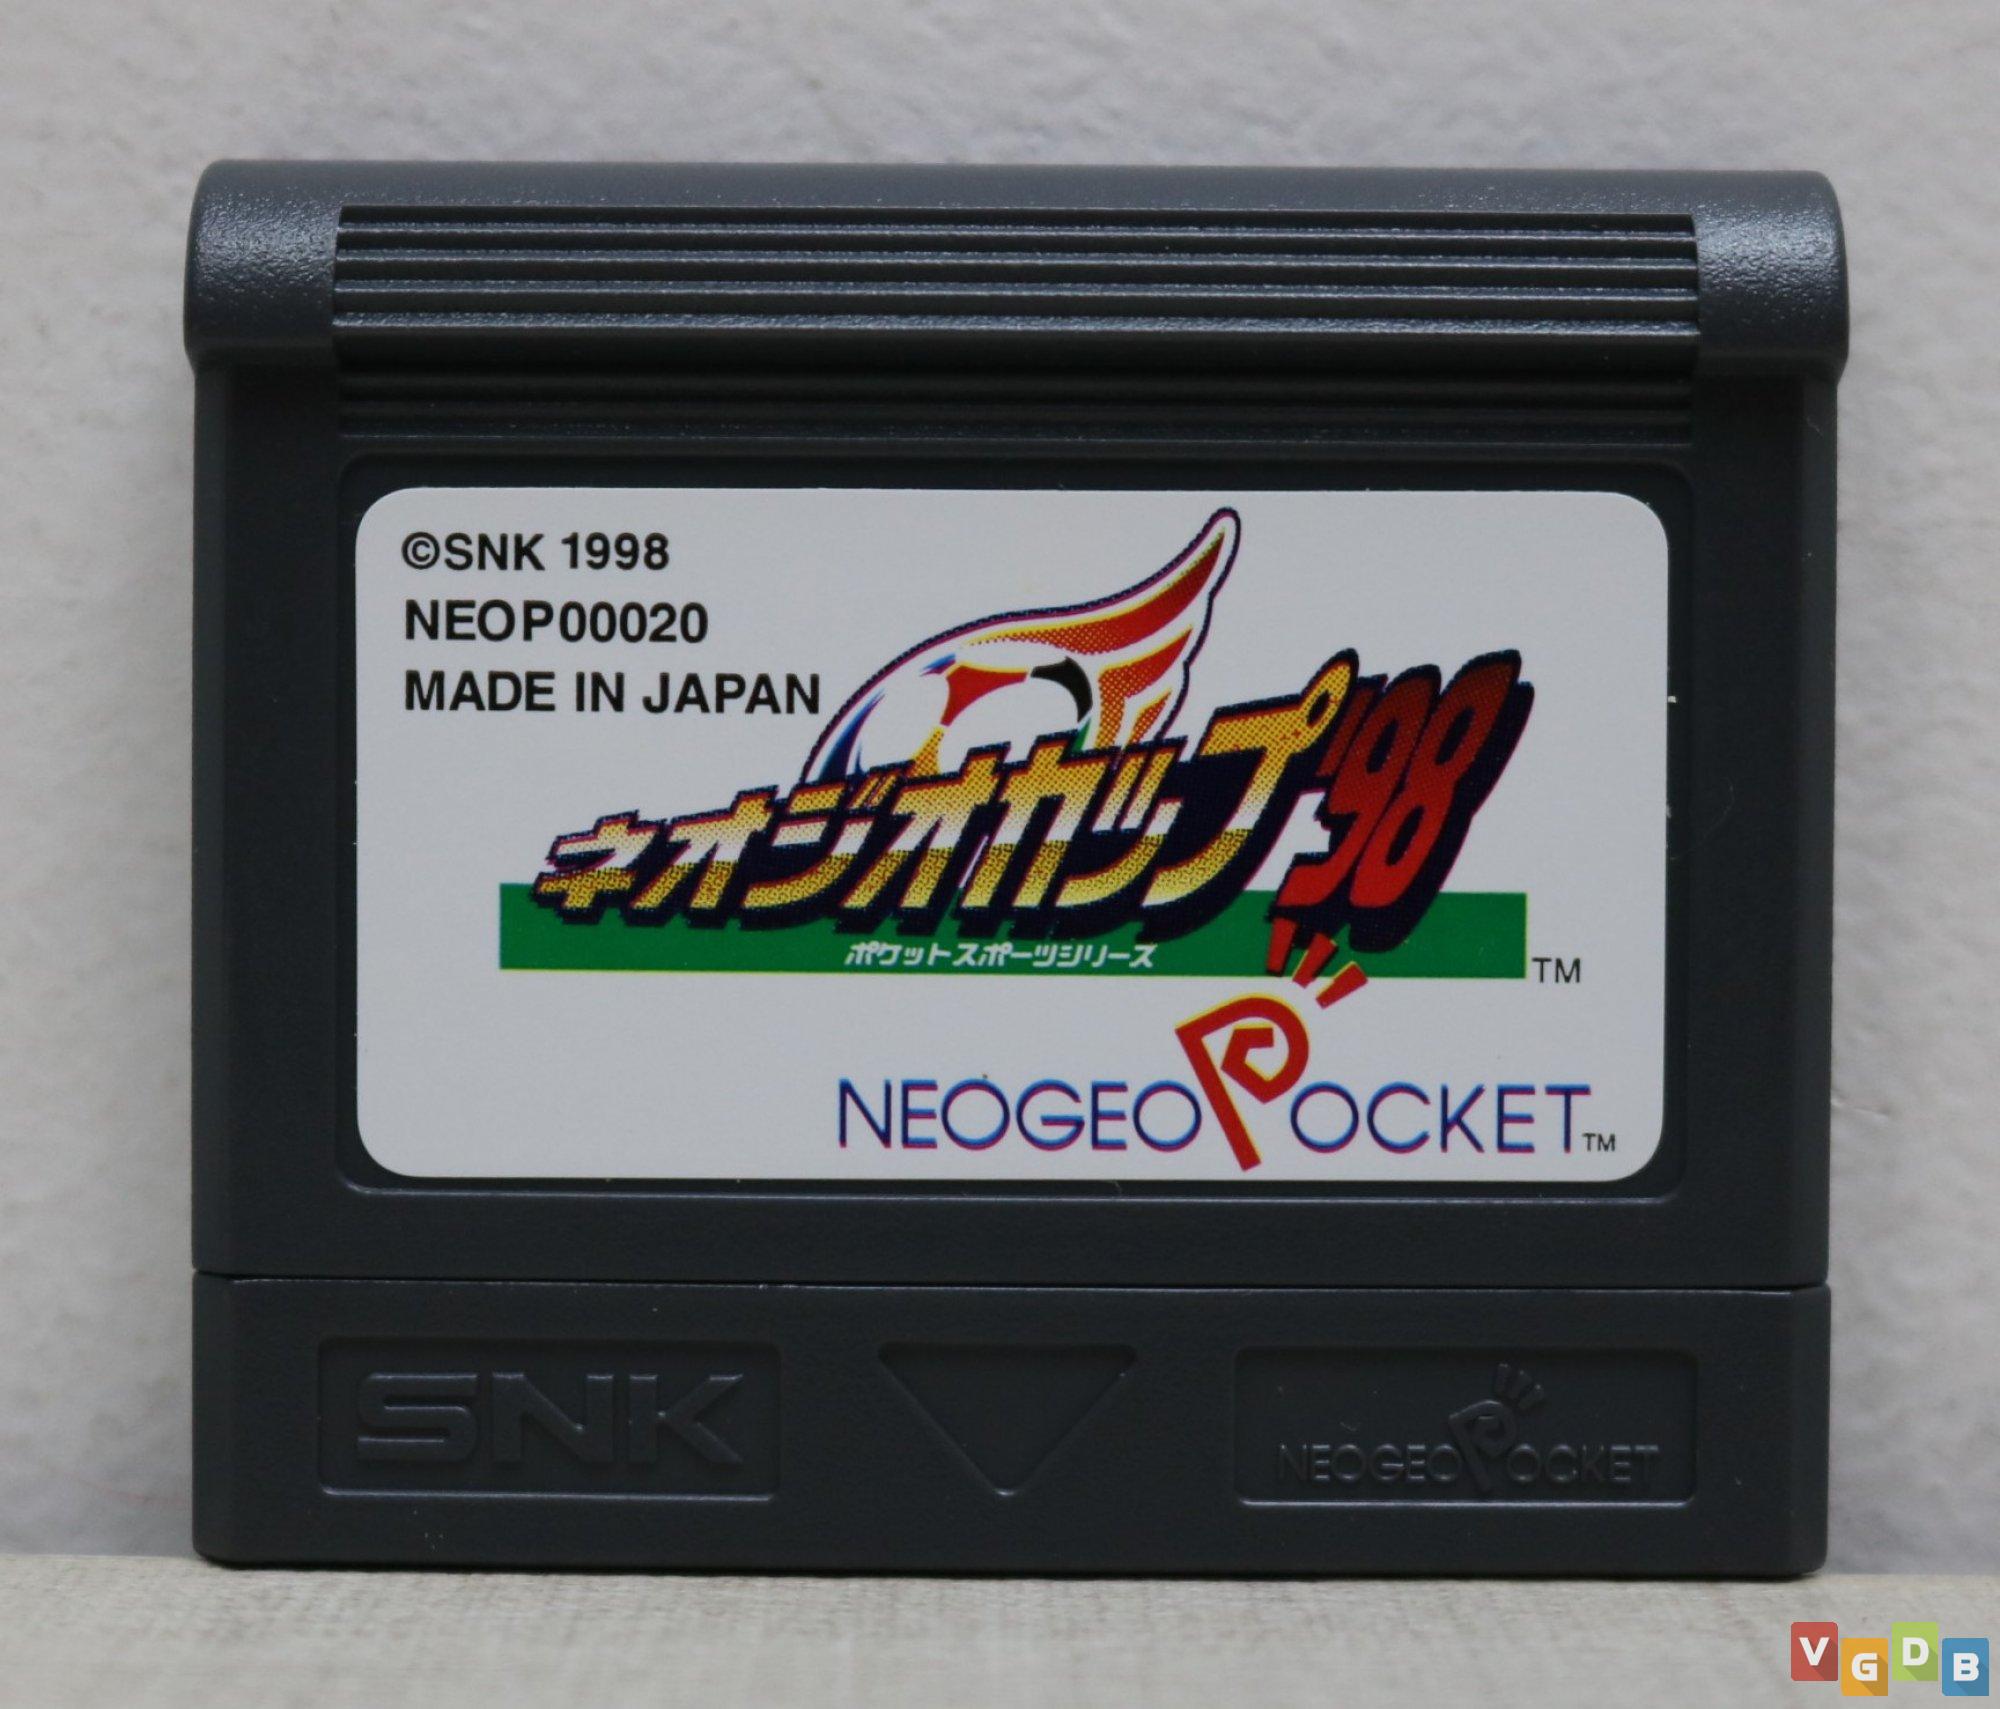 ©SNK 1998
NEOP00020
MADE IN JAPAN
ネオジオカップ'98
ポケットスポーツシリーズ
TM
NEOGEO POCKET TM
SNK
NEOGEO POCKET
VGDB